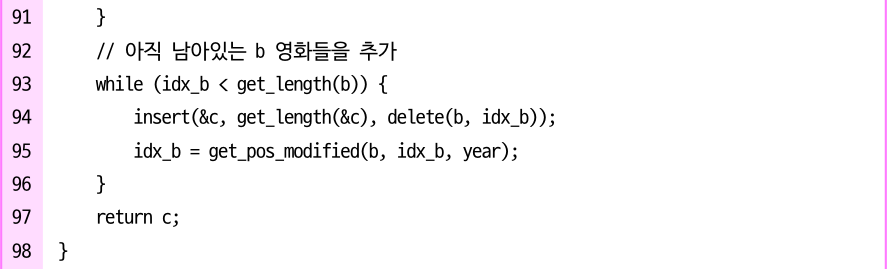 91     }
92     // 아직 남아있는 b 영화들을 추가
93     while (idx_b < get_length(b)) {
94         insert(&c, get_length(&c), delete(b, idx_b));
95         idx_b = get_pos_modified(b, idx_b, year);
96     }
97     return c;
98 }